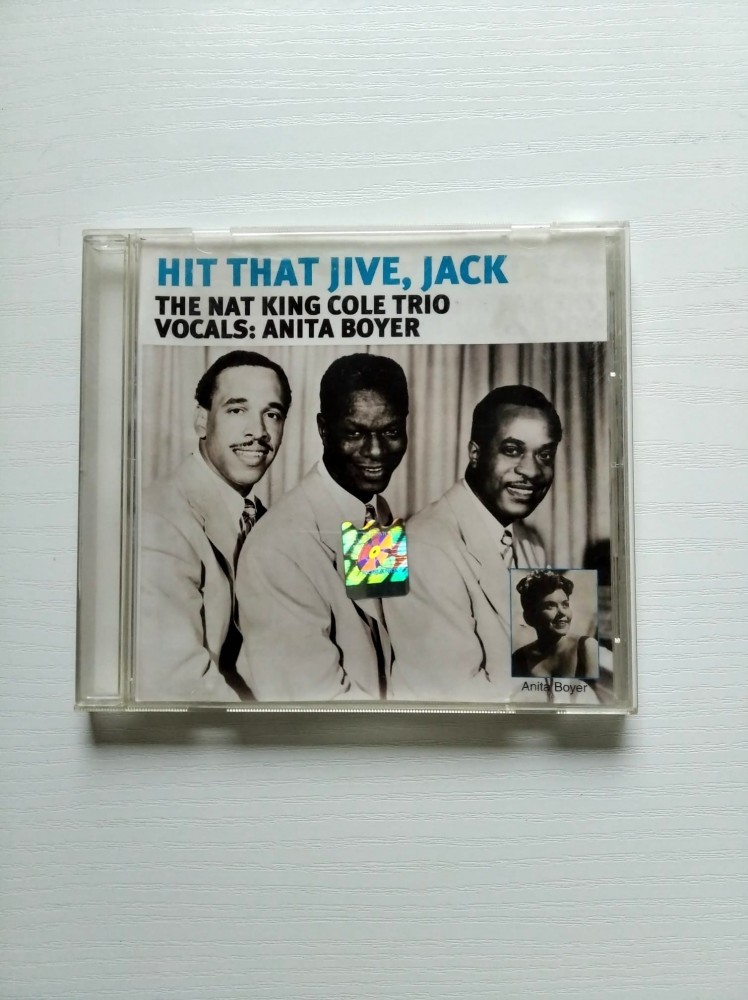 HIT THAT JIVE, JACK
THE NAT KING COLE TRIO
VOCALS: ANITA BOYER
Anita Boyer